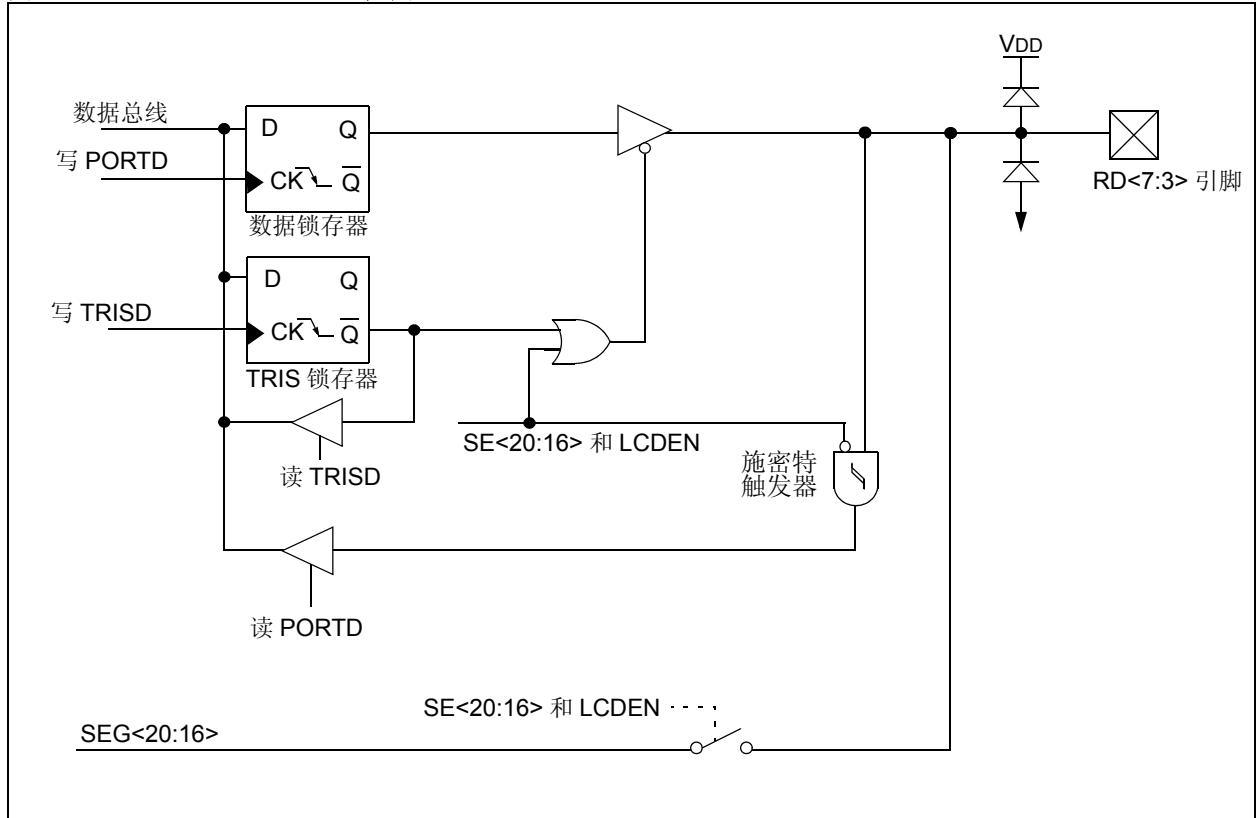 VDD
数据总线
D Q
写 PORTD
CK Q
RD<7:3> 引脚
数据锁存器
D Q
写 TRISD
CK Q
TRIS 锁存器
SE<20:16> 和 LCDEN
施密特
触发器
读 TRISD
读 PORTD
SE<20:16> 和 LCDEN
SEG<20:16>